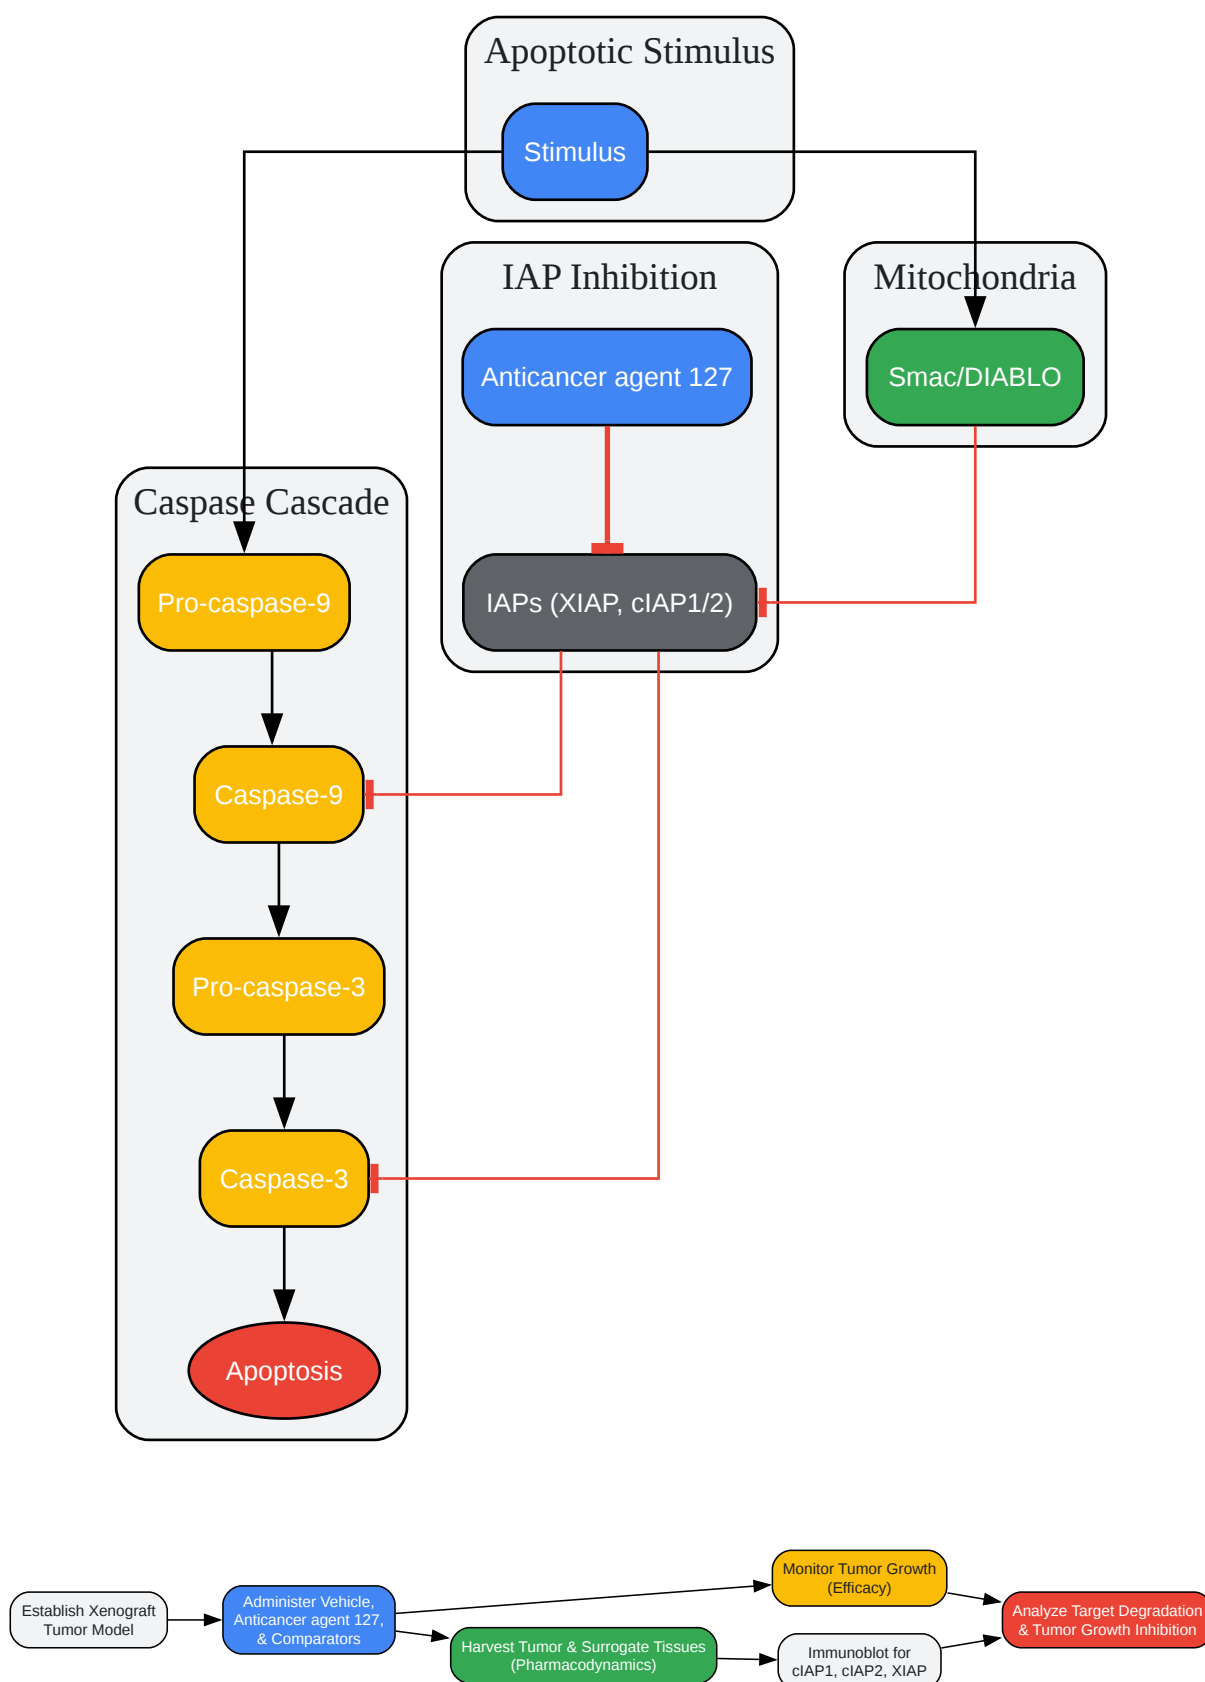 Apoptotic Stimulus
Stimulus
IAP Inhibition
Mitochondria
Anticancer agent 127
Smac/DIABLO
Caspase Cascade
Pro-caspase-9
IAPs (XIAP, cIAP1/2)
Caspase-9
Pro-caspase-3
Caspase-3
Apoptosis
Establish Xenograft
Tumor Model
Administer Vehicle,
Anticancer agent 127,
& Comparators
Monitor Tumor Growth
(Efficacy)
Harvest Tumor & Surrogate Tissues
(Pharmacodynamics)
Immunoblot for
cIAP1, cIAP2, XIAP
Analyze Target Degradation
& Tumor Growth Inhibition